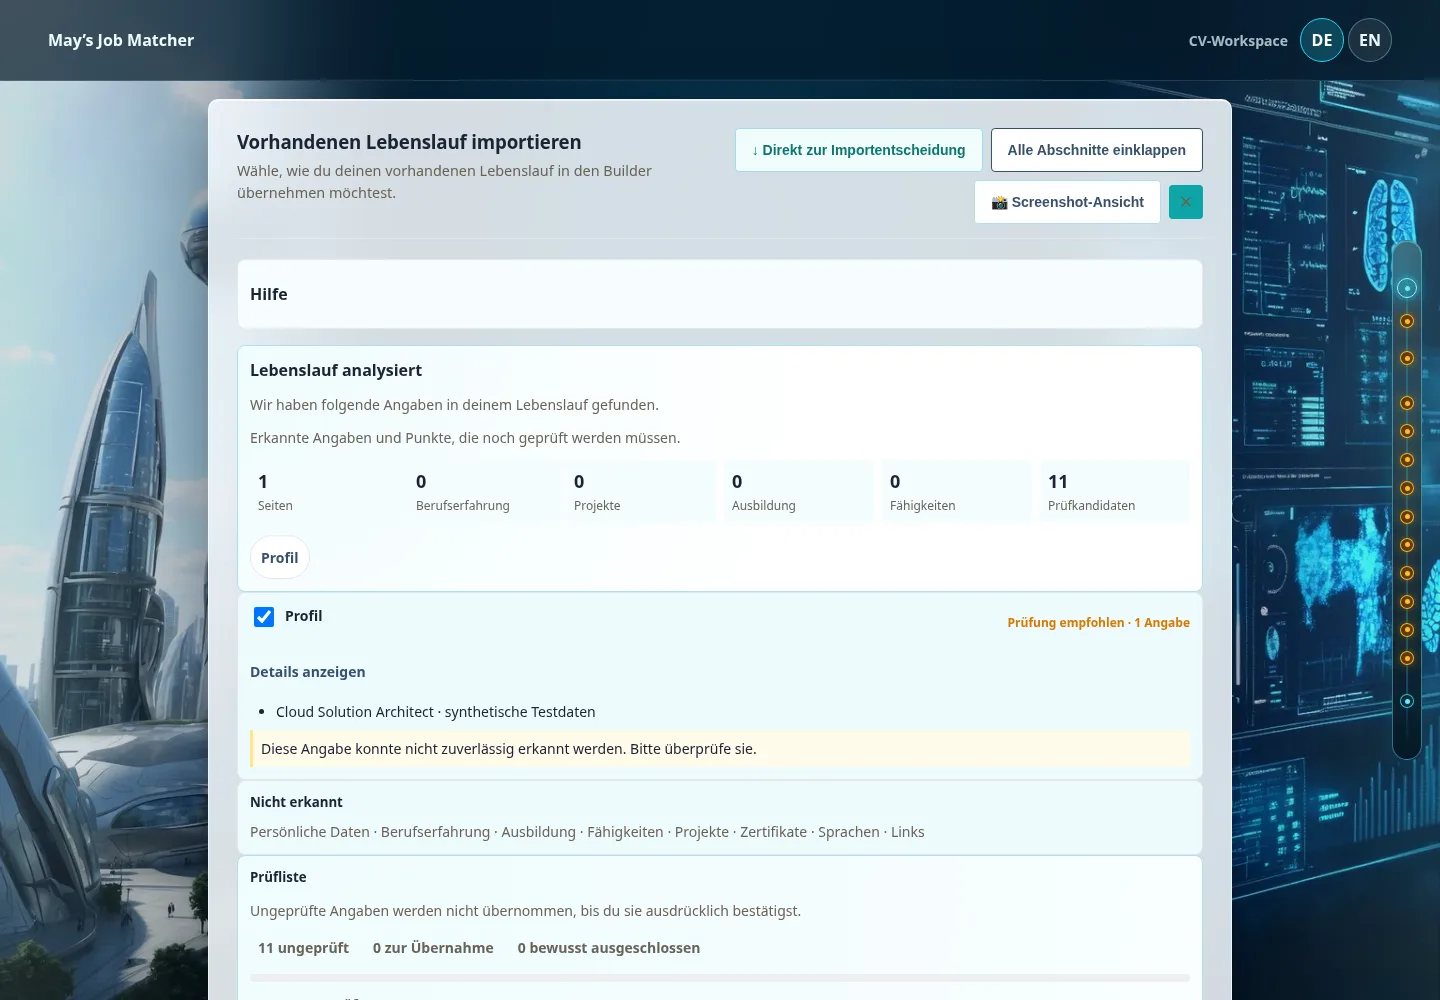 May's Job Matcher
CV-Workspace
DE
EN
Vorhandenen Lebenslauf importieren
Wähle, wie du deinen vorhandenen Lebenslauf in den Builder
übernehmen möchtest.
↓ Direkt zur Importentscheidung
Alle Abschnitte einklappen
📸 Screenshot-Ansicht
✕
Hilfe
Lebenslauf analysiert
Wir haben folgende Angaben in deinem Lebenslauf gefunden.
Erkannte Angaben und Punkte, die noch geprüft werden müssen.
1
Seiten
0
Berufserfahrung
0
Projekte
0
Ausbildung
0
Fähigkeiten
11
Prüfkandidaten
Profil
Profil
Prüfung empfohlen · 1 Angabe
Details anzeigen
• Cloud Solution Architect · synthetische Testdaten
Diese Angabe konnte nicht zuverlässig erkannt werden. Bitte überprüfe sie.
Nicht erkannt
Persönliche Daten · Berufserfahrung · Ausbildung · Fähigkeiten · Projekte · Zertifikate · Sprachen · Links
Prüfliste
Ungeprüfte Angaben werden nicht übernommen, bis du sie ausdrücklich bestätigst.
11 ungeprüft
0 zur Übernahme
0 bewusst ausgeschlossen